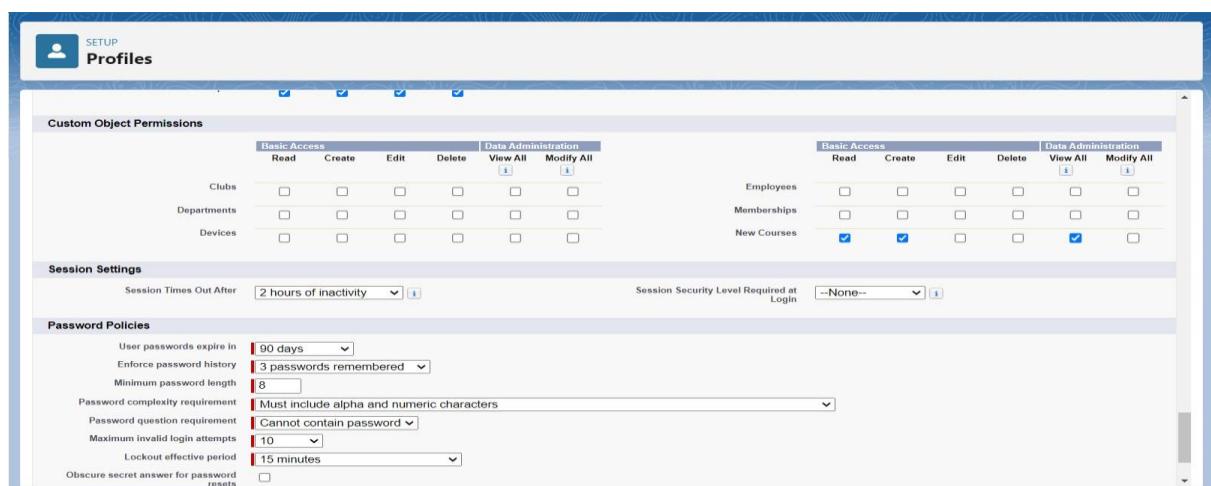 SETUP
Profiles
Custom Object Permissions
Basic Access Data Administration Basic Access Data Administration
Read Create Edit Delete View All Modify All Read Create Edit Delete View All Modify All
i i i i
Clubs Employees
Departments Memberships
Devices New Courses
Session Settings
Session Times Out After 2 hours of inactivity i Session Security Level Required at Login --None-- i
Password Policies
User passwords expire in 90 days
Enforce password history 3 passwords remembered
Minimum password length 8
Password complexity requirement Must include alpha and numeric characters
Password question requirement Cannot contain password
Maximum invalid login attempts 10
Lockout effective period 15 minutes
Obscure secret answer for password
resets